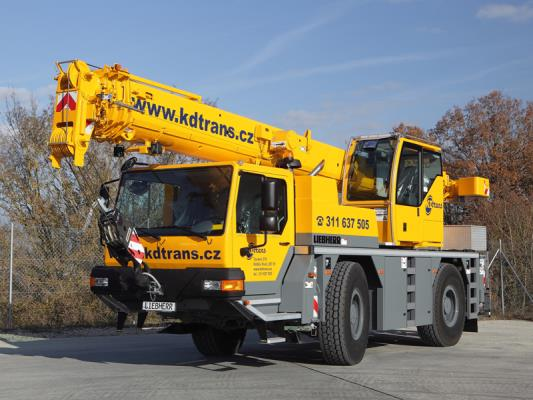 www.kdtrans.cz
✆ 311 637 505
LIEBHERR
kdtrans.cz
LIEBHERR